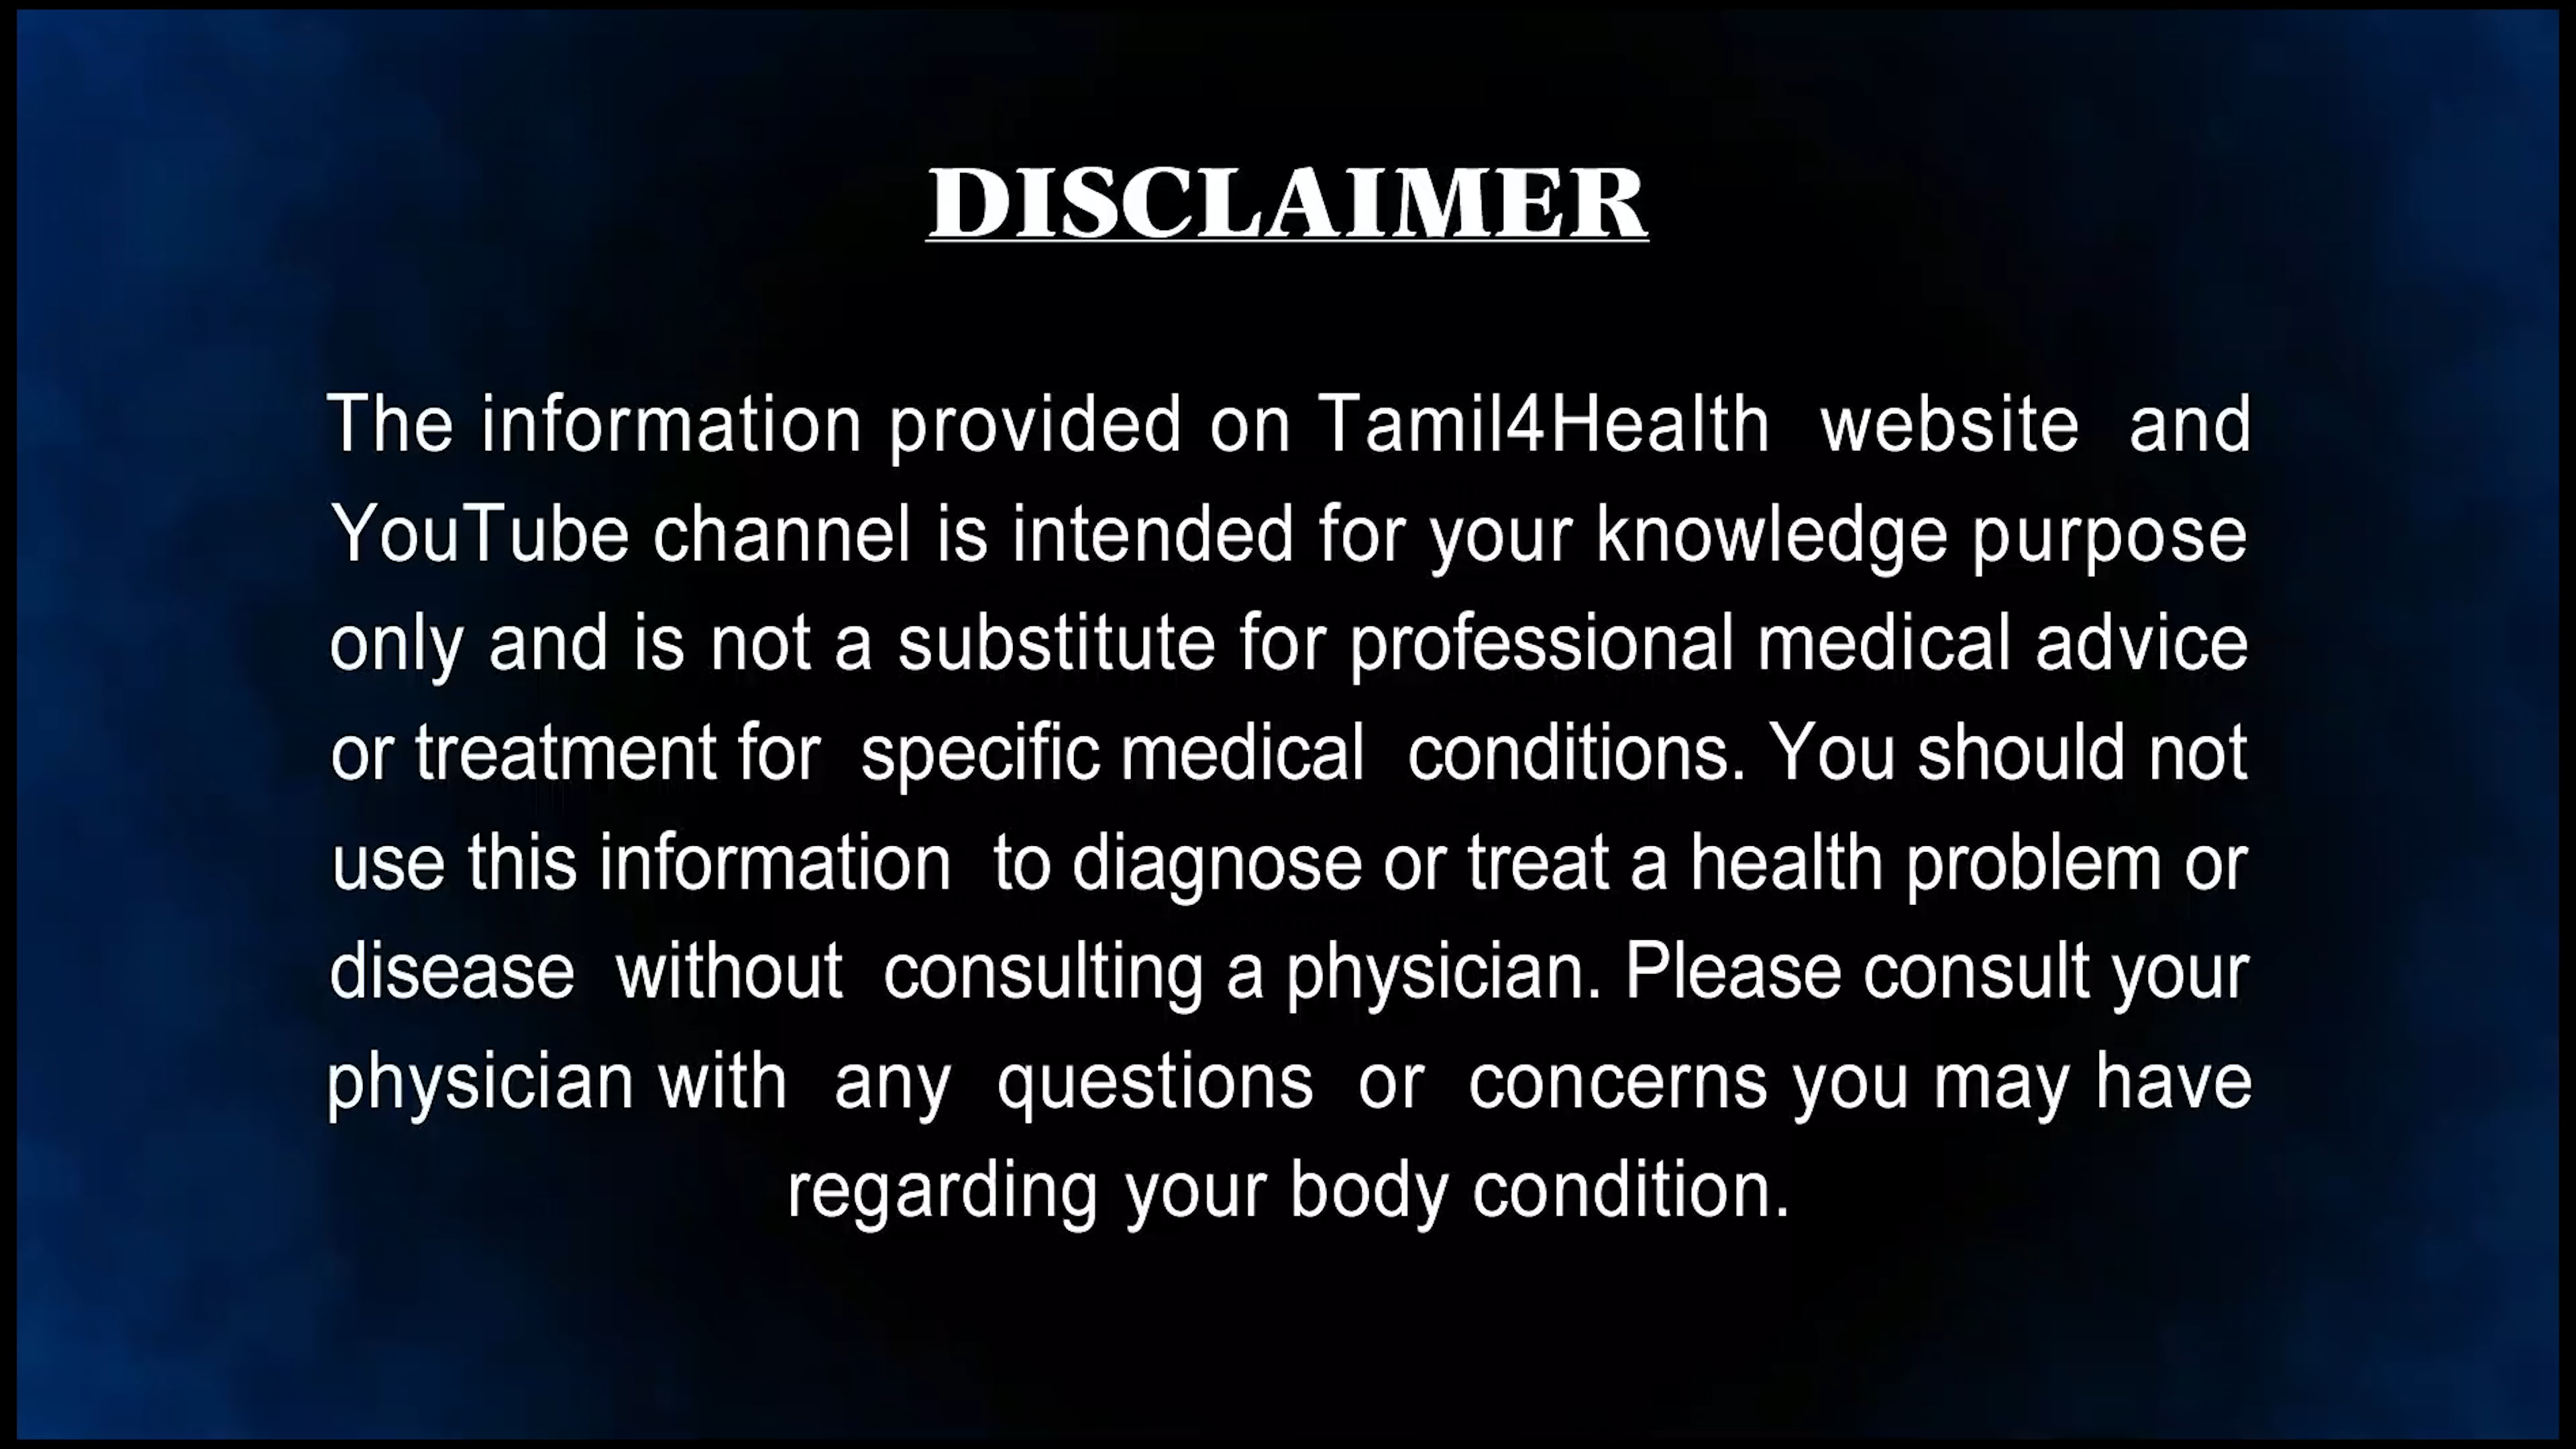 DISCLAIMER
The information provided on Tamil4Health website and
YouTube channel is intended for your knowledge purpose
only and is not a substitute for professional medical advice
or treatment for specific medical conditions. You should not
use this information to diagnose or treat a health problem or
disease without consulting a physician. Please consult your
physician with any questions or concerns you may have
regarding your body condition.